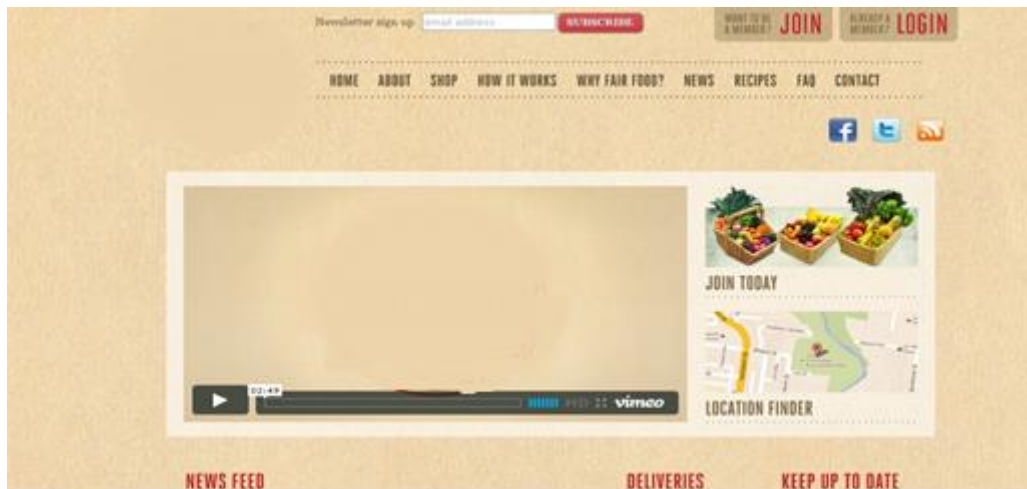 Newsletter sign up email address SUBSCRIBE
WANT TO BE
A MEMBER? JOIN
ALREADY A
MEMBER? LOGIN
HOME ABOUT SHOP HOW IT WORKS WHY FAIR FOOD? NEWS RECIPES FAQ CONTACT
JOIN TODAY
02:49
vimeo
LOCATION FINDER
NEWS FEED DELIVERIES KEEP UP TO DATE